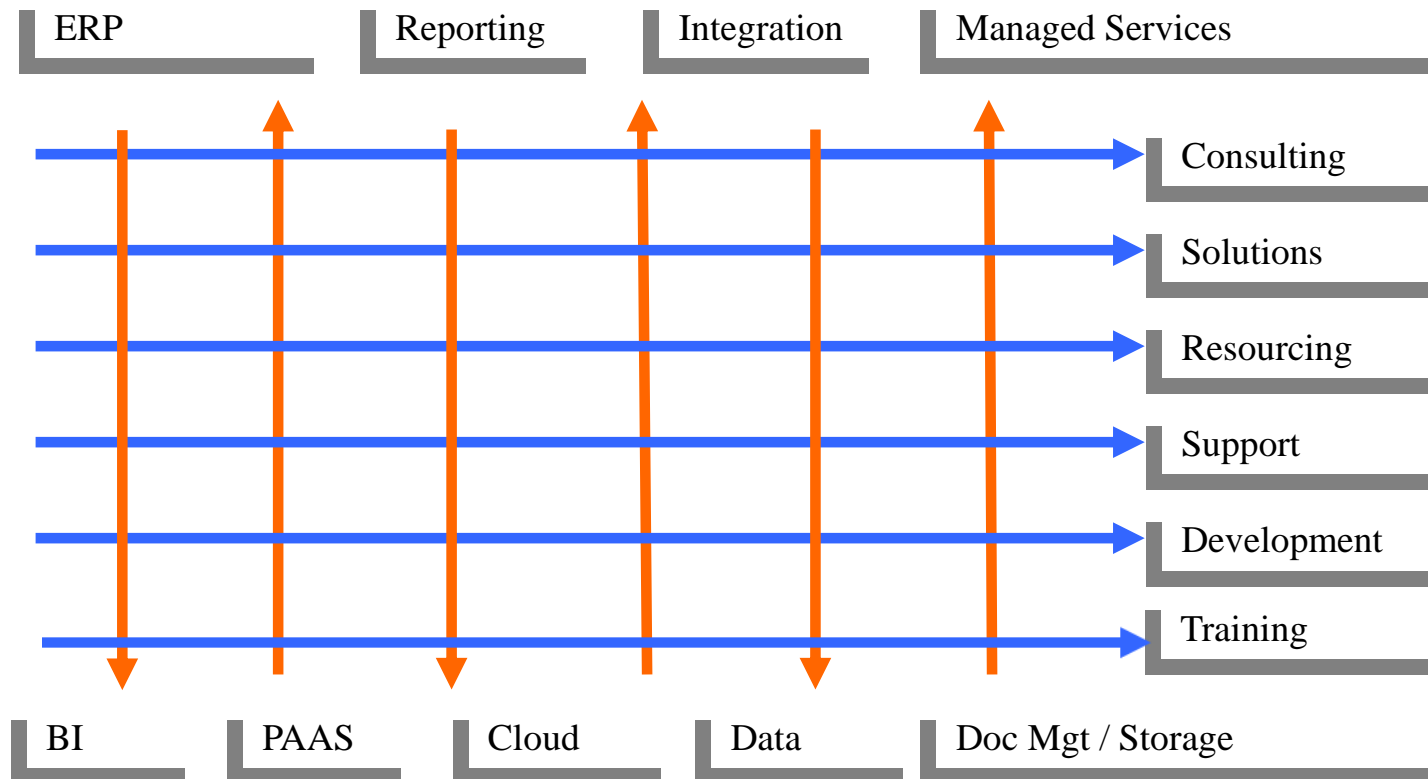 ERP
Reporting
Integration
Managed Services
Consulting
Solutions
Resourcing
Support
Development
Training
BI
PAAS
Cloud
Data
Doc Mgt / Storage